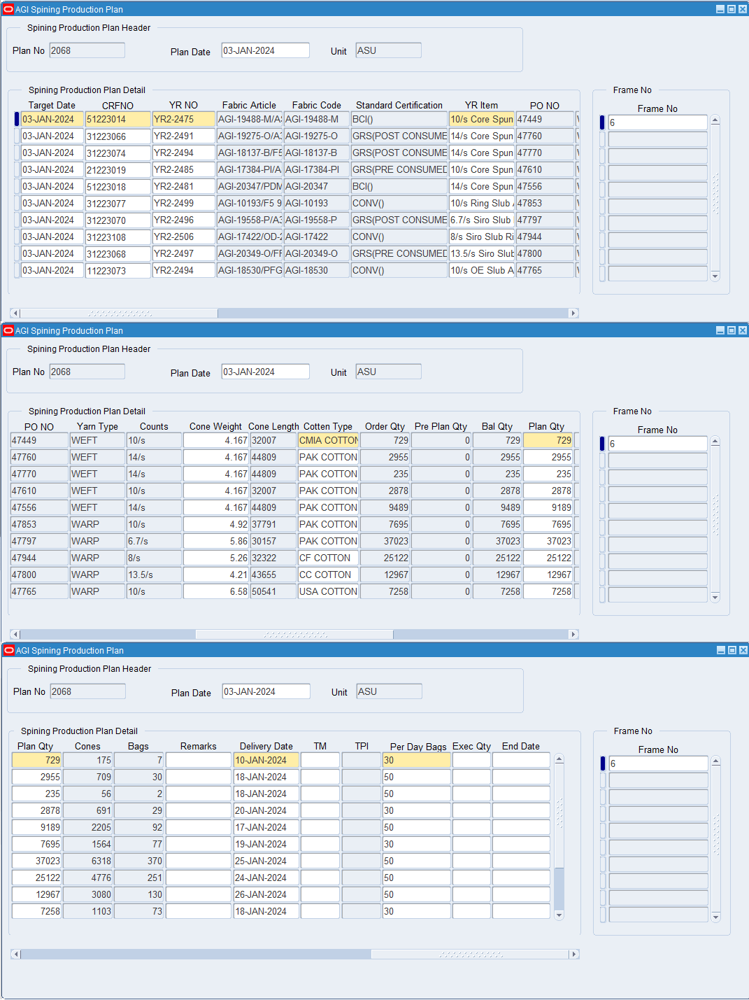 AGI Spining Production Plan
Spining Production Plan Header
Plan No 2068 Plan Date 03-JAN-2024 Unit ASU
Spining Production Plan Detail Frame No
Target Date CRFNO YR NO Fabric Article Fabric Code Standard Certification YR Item PO NO Frame No
03-JAN-2024 51223014 YR2-2475 AGI-19488-M/A AGI-19488-M BCI() 10/s Core Spun 47449 6
03-JAN-2024 31223066 YR2-2491 AGI-19275-O/A AGI-19275-O GRS(POST CONSUME 14/s Core Spun 47760
03-JAN-2024 31223074 YR2-2494 AGI-18137-B/F5 AGI-18137-B GRS(POST CONSUME 14/s Core Spun 47770
03-JAN-2024 21223019 YR2-2485 AGI-17384-PI/A AGI-17384-PI GRS(PRE CONSUMED 10/s Core Spun 47610
03-JAN-2024 51223018 YR2-2481 AGI-20347/PDM AGI-20347 BCI() 14/s Core Spun 47556
03-JAN-2024 31223077 YR2-2499 AGI-10193/F5 9 AGI-10193 CONV() 10/s Ring Slub 47853
03-JAN-2024 31223070 YR2-2496 AGI-19558-P/A3 AGI-19558-P GRS(POST CONSUME 6.7/s Siro Slub 47797
03-JAN-2024 31223108 YR2-2506 AGI-17422/OD-2 AGI-17422 CONV() 8/s Siro Slub Ri 47944
03-JAN-2024 31223068 YR2-2497 AGI-20349-O/FF AGI-20349-O GRS(PRE CONSUMED 13.5/s Siro Slub 47800
03-JAN-2024 11223073 YR2-2494 AGI-18530/PFG AGI-18530 CONV() 10/s OE Slub A 47765
AGI Spining Production Plan
Spining Production Plan Header
Plan No 2068 Plan Date 03-JAN-2024 Unit ASU
Spining Production Plan Detail Frame No
PO NO Yarn Type Counts Cone Weight Cone Length Cotten Type Order Qty Pre Plan Qty Bal Qty Plan Qty Frame No
47449 WEFT 10/s 4.167 32007 CMIA COTTON 729 0 729 729 6
47760 WEFT 14/s 4.167 44809 PAK COTTON 2955 0 2955 2955
47770 WEFT 14/s 4.167 44809 PAK COTTON 235 0 235 235
47610 WEFT 10/s 4.167 32007 PAK COTTON 2878 0 2878 2878
47556 WEFT 14/s 4.167 44809 PAK COTTON 9489 0 9489 9189
47853 WARP 10/s 4.92 37791 PAK COTTON 7695 0 7695 7695
47797 WARP 6.7/s 5.86 30157 PAK COTTON 37023 0 37023 37023
47944 WARP 8/s 5.26 32322 CF COTTON 25122 0 25122 25122
47800 WARP 13.5/s 4.21 43655 CC COTTON 12967 0 12967 12967
47765 WARP 10/s 6.58 50541 USA COTTON 7258 0 7258 7258
AGI Spining Production Plan
Spining Production Plan Header
Plan No 2068 Plan Date 03-JAN-2024 Unit ASU
Spining Production Plan Detail Frame No
Plan Qty Cones Bags Remarks Delivery Date TM TPI Per Day Bags Exec Qty End Date Frame No
729 175 7 10-JAN-2024 30 6
2955 709 30 18-JAN-2024 50
235 56 2 18-JAN-2024 50
2878 691 29 20-JAN-2024 30
9189 2205 92 17-JAN-2024 50
7695 1564 77 19-JAN-2024 30
37023 6318 370 25-JAN-2024 50
25122 4776 251 24-JAN-2024 50
12967 3080 130 26-JAN-2024 50
7258 1103 73 18-JAN-2024 30